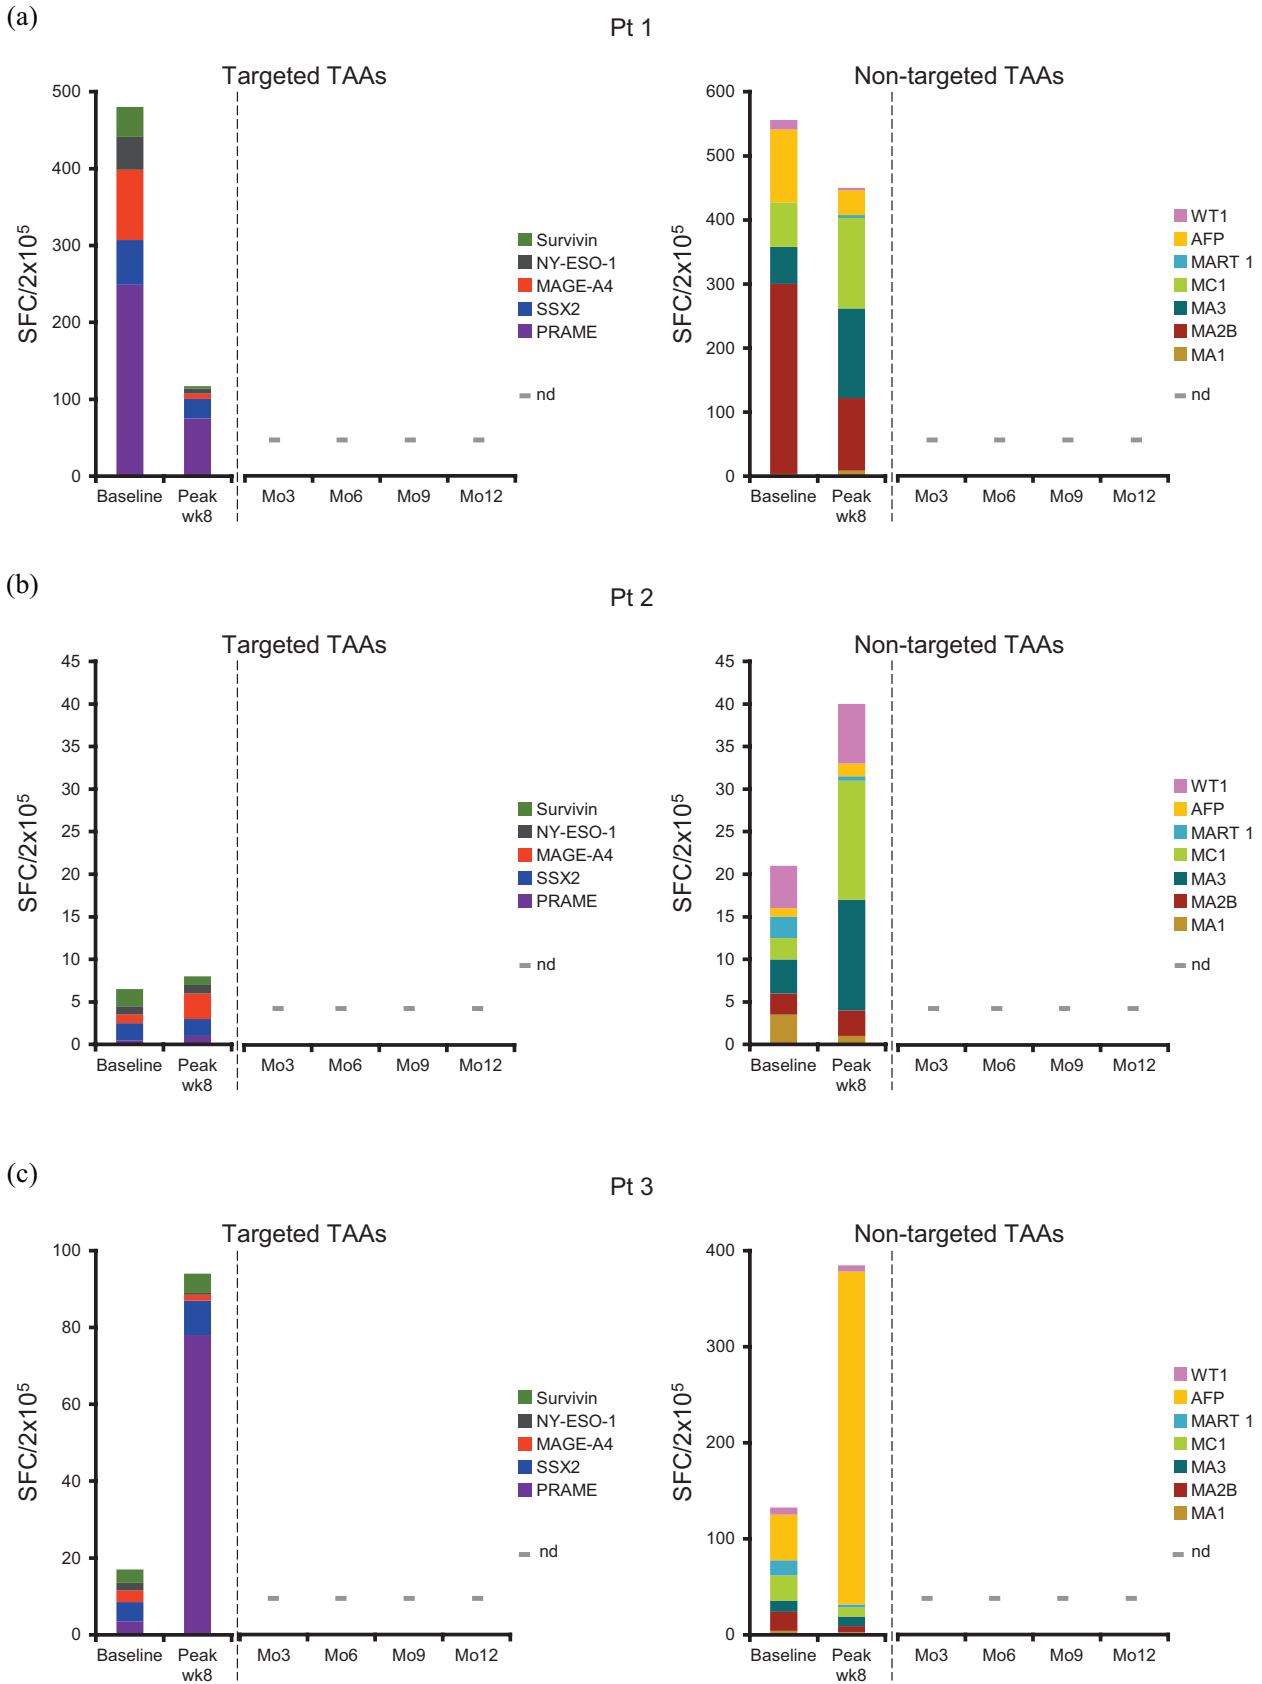 (a)
Pt 1
Targeted TAAs
500
400
300
200
100
0
SFC/2x10⁵
Baseline
Peak
wk8
Mo3
Mo6
Mo9
Mo12
Survivin
NY-ESO-1
MAGE-A4
SSX2
PRAME
nd
Non-targeted TAAs
600
500
400
300
200
100
0
SFC/2x10⁵
Baseline
Peak
wk8
Mo3
Mo6
Mo9
Mo12
WT1
AFP
MART 1
MC1
MA3
MA2B
MA1
nd
(b)
Pt 2
Targeted TAAs
45
40
35
30
25
20
15
10
5
0
SFC/2x10⁵
Baseline
Peak
wk8
Mo3
Mo6
Mo9
Mo12
Survivin
NY-ESO-1
MAGE-A4
SSX2
PRAME
nd
Non-targeted TAAs
45
40
35
30
25
20
15
10
5
0
SFC/2x10⁵
Baseline
Peak
wk8
Mo3
Mo6
Mo9
Mo12
WT1
AFP
MART 1
MC1
MA3
MA2B
MA1
nd
(c)
Pt 3
Targeted TAAs
100
80
60
40
20
0
SFC/2x10⁵
Baseline
Peak
wk8
Mo3
Mo6
Mo9
Mo12
Survivin
NY-ESO-1
MAGE-A4
SSX2
PRAME
nd
Non-targeted TAAs
400
300
200
100
0
SFC/2x10⁵
Baseline
Peak
wk8
Mo3
Mo6
Mo9
Mo12
WT1
AFP
MART 1
MC1
MA3
MA2B
MA1
nd